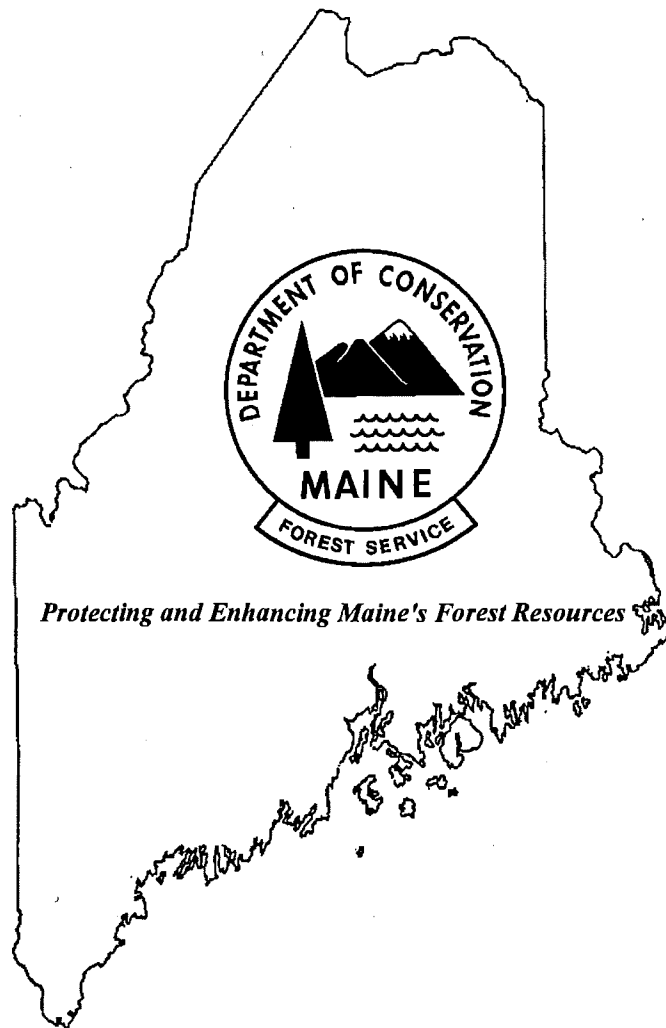 DEPARTMENT OF CONSERVATION
MAINE
FOREST SERVICE
Protecting and Enhancing Maine's Forest Resources